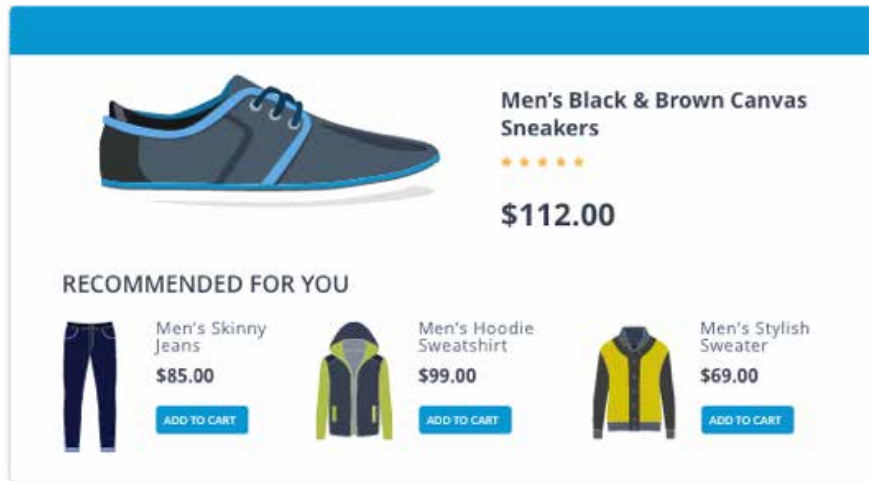 Men's Black & Brown Canvas
Sneakers
$112.00
RECOMMENDED FOR YOU
Men's Skinny
Jeans
$85.00
ADD TO CART
Men's Hoodie
Sweatshirt
$99.00
ADD TO CART
Men's Stylish
Sweater
$69.00
ADD TO CART